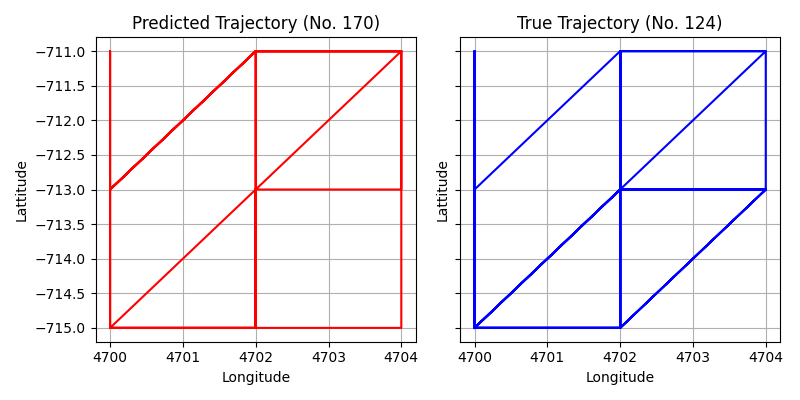 Predicted Trajectory (No. 170)
True Trajectory (No. 124)
Lattitude
−711.0
−711.5
−712.0
−712.5
−713.0
−713.5
−714.0
−714.5
−715.0
4700 4701 4702 4703 4704
Longitude
Lattitude
4700 4701 4702 4703 4704
Longitude